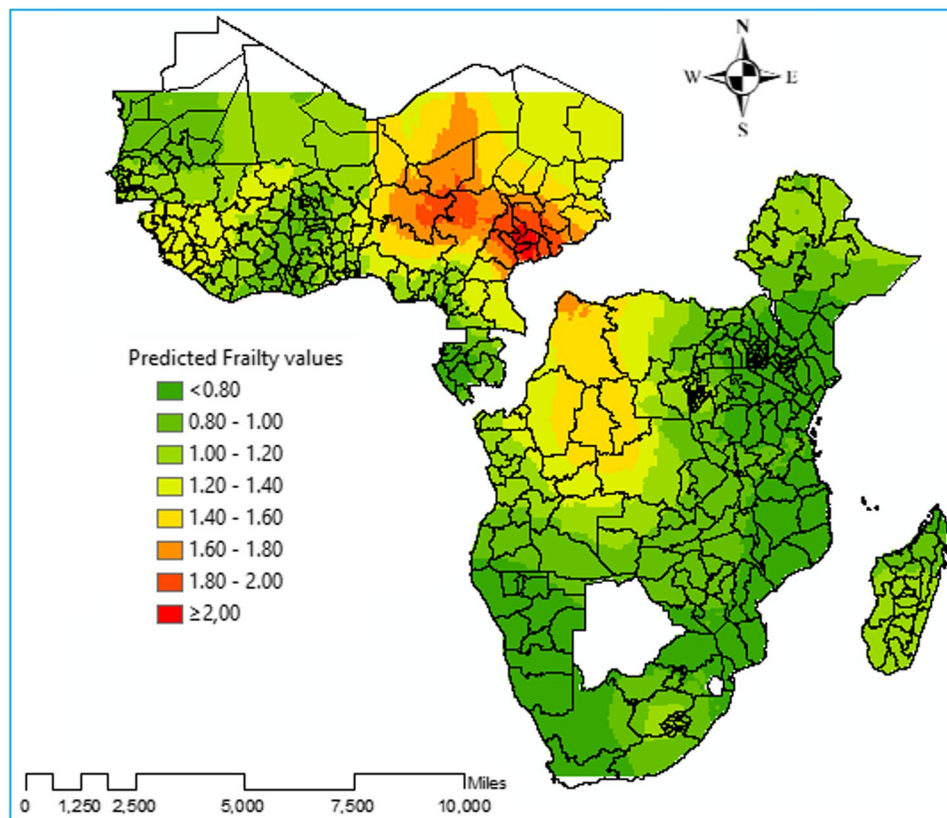 N
W E
S
Predicted Frailty values
<0.80
0.80 - 1.00
1.00 - 1.20
1.20 - 1.40
1.40 - 1.60
1.60 - 1.80
1.80 - 2.00
≥2,00
Miles
0 1,250 2,500 5,000 7,500 10,000